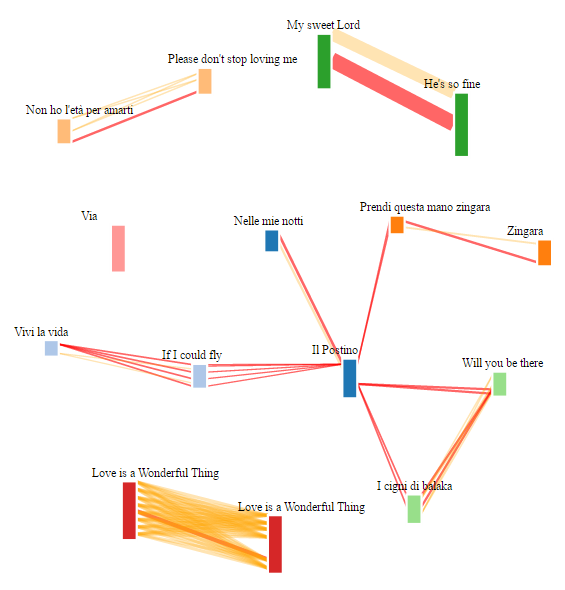 My sweet Lord
Please don't stop loving me
He's so fine
Non ho l'età per amarti
Prendi questa mano zingara
Via
Nelle mie notti
Zingara
Vivi la vida
If I could fly
Il Postino
Will you be there
Love is a Wonderful Thing
I cigni di balaka
Love is a Wonderful Thing